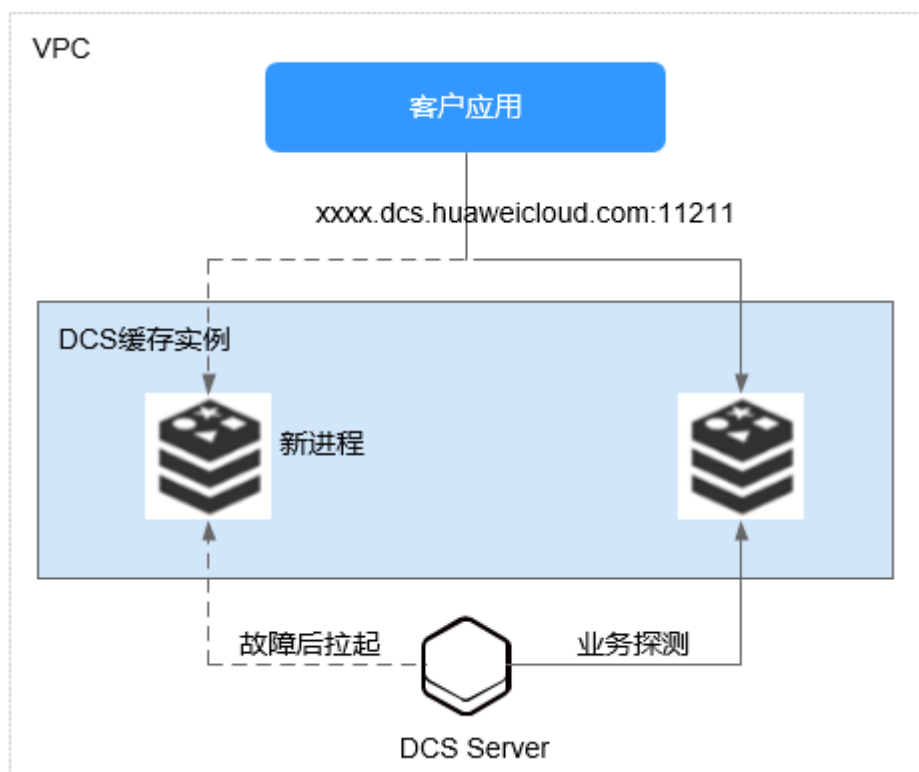 VPC
客户应用
xxxx.dcs.huaweicloud.com:11211
DCS缓存实例
新进程
故障后拉起
业务探测
DCS Server